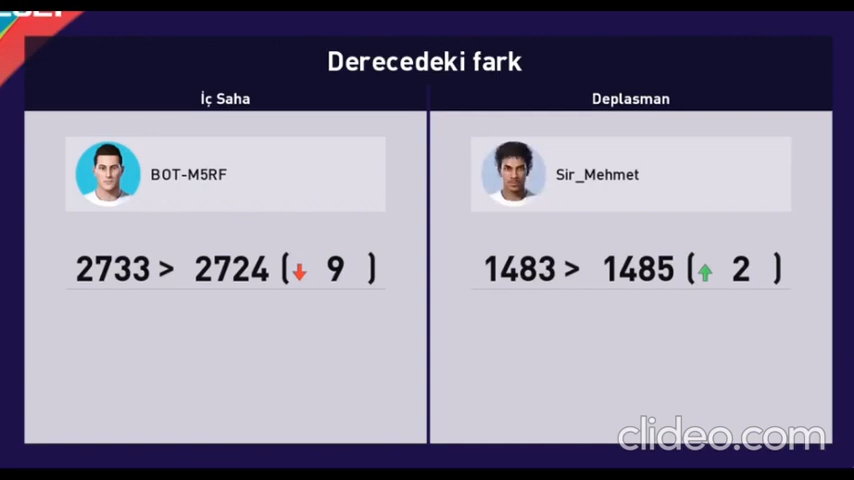 Derecedeki fark
İç Saha
Deplasman
BOT-M5RF
Sir_Mehmet
2733 > 2724 (↓ 9 )
1483 > 1485 (↑ 2 )
clideo.com